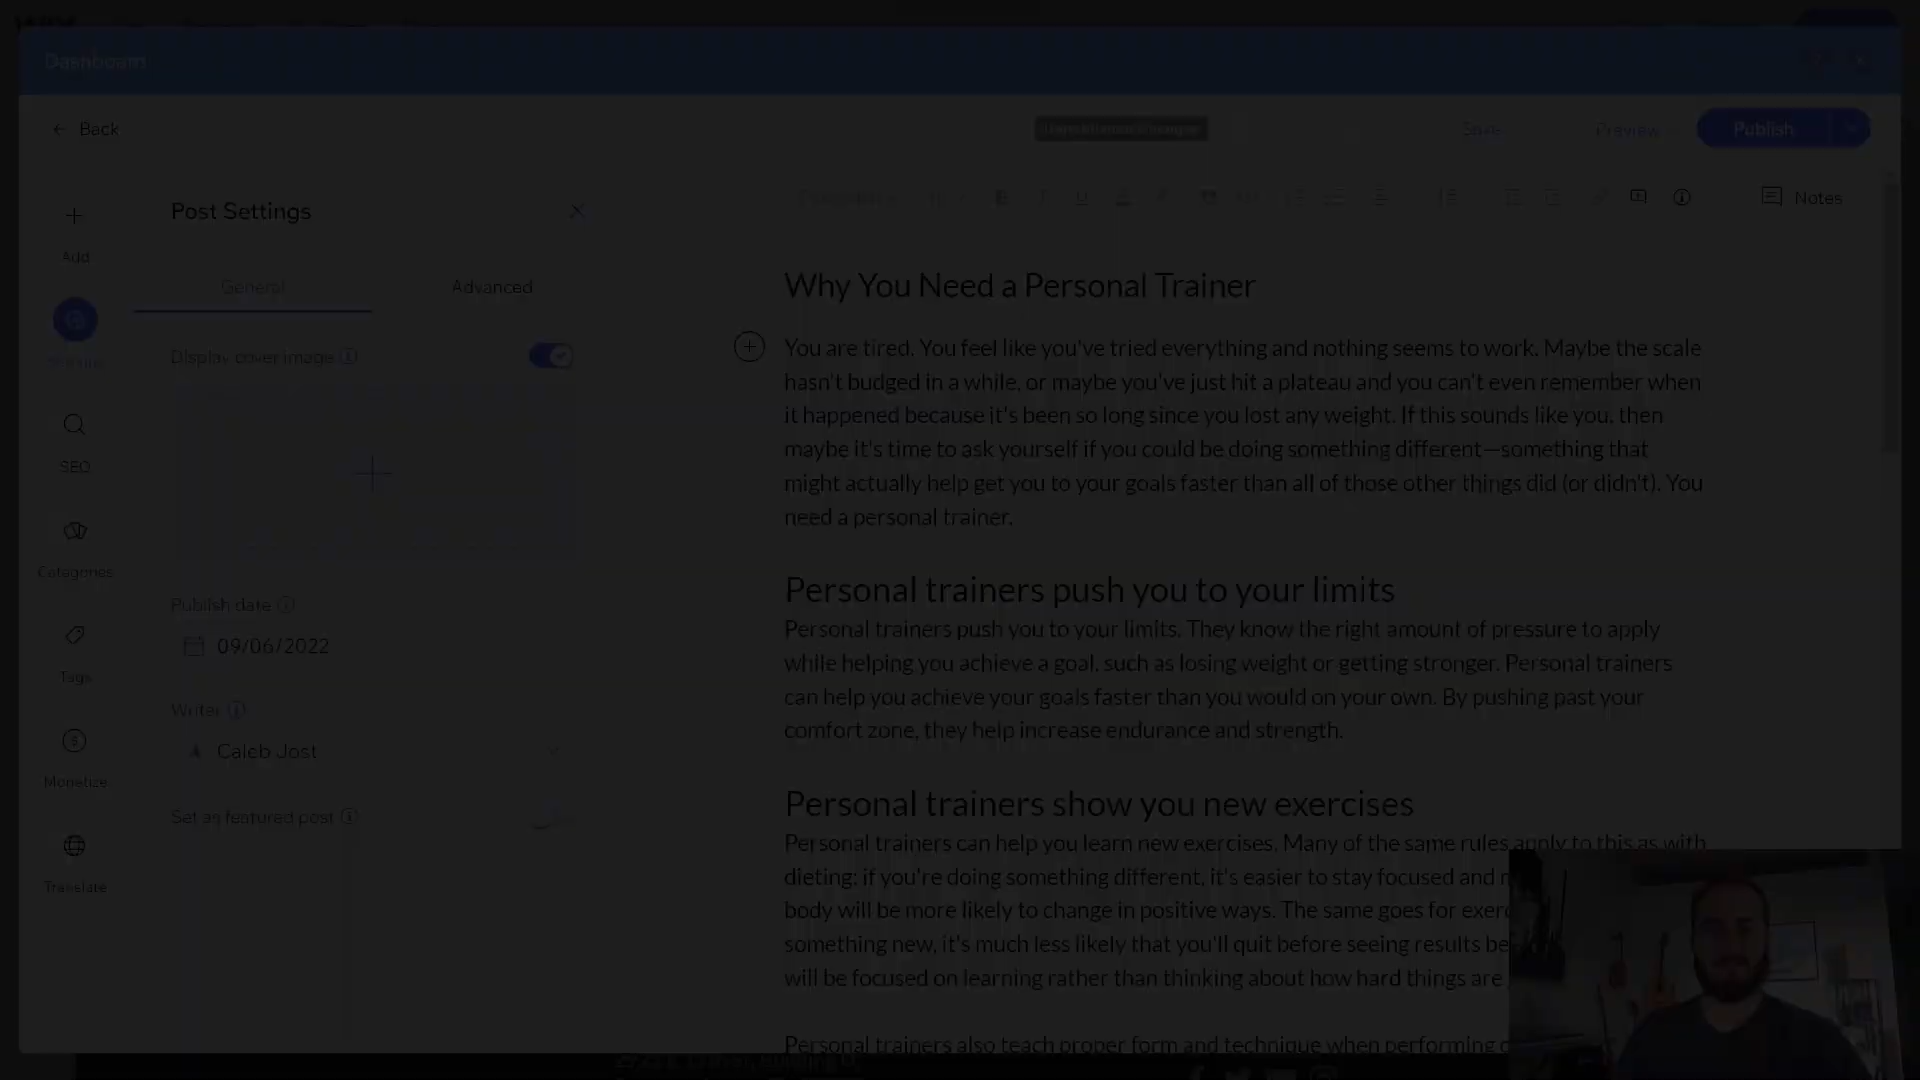 Dashboard
Back
Save
Preview
Publish
Notes
Add
SEO
Categories
Tags
Monetize
Translate
Post Settings
General
Advanced
Display cover image
Publish date
09/06/2022
Writer
Caleb Jost
Set as featured post
Why You Need a Personal Trainer
You are tired. You feel like you've tried everything and nothing seems to work. Maybe the scale
hasn't budged in a while, or maybe you've just hit a plateau and you can't even remember when
it happened because it's been so long since you lost any weight. If this sounds like you, then
maybe it's time to ask yourself if you could be doing something different—something that
might actually help get you to your goals faster than all of those other things did (or didn't). You
need a personal trainer.
Personal trainers push you to your limits
Personal trainers push you to your limits. They know the right amount of pressure to apply
while helping you achieve a goal, such as losing weight or getting stronger. Personal trainers
can help you achieve your goals faster than you would on your own. By pushing past your
comfort zone, they help increase endurance and strength.
Personal trainers show you new exercises
Personal trainers can help you learn new exercises. Many of the same rules apply to this as with
dieting: if you're doing something different, it's easier to stay focused and
body will be more likely to change in positive ways. The same goes for
something new, it's much less likely that you'll quit before seeing results
will be focused on learning rather than thinking about how hard things are
Personal trainers also teach proper form and technique when performing